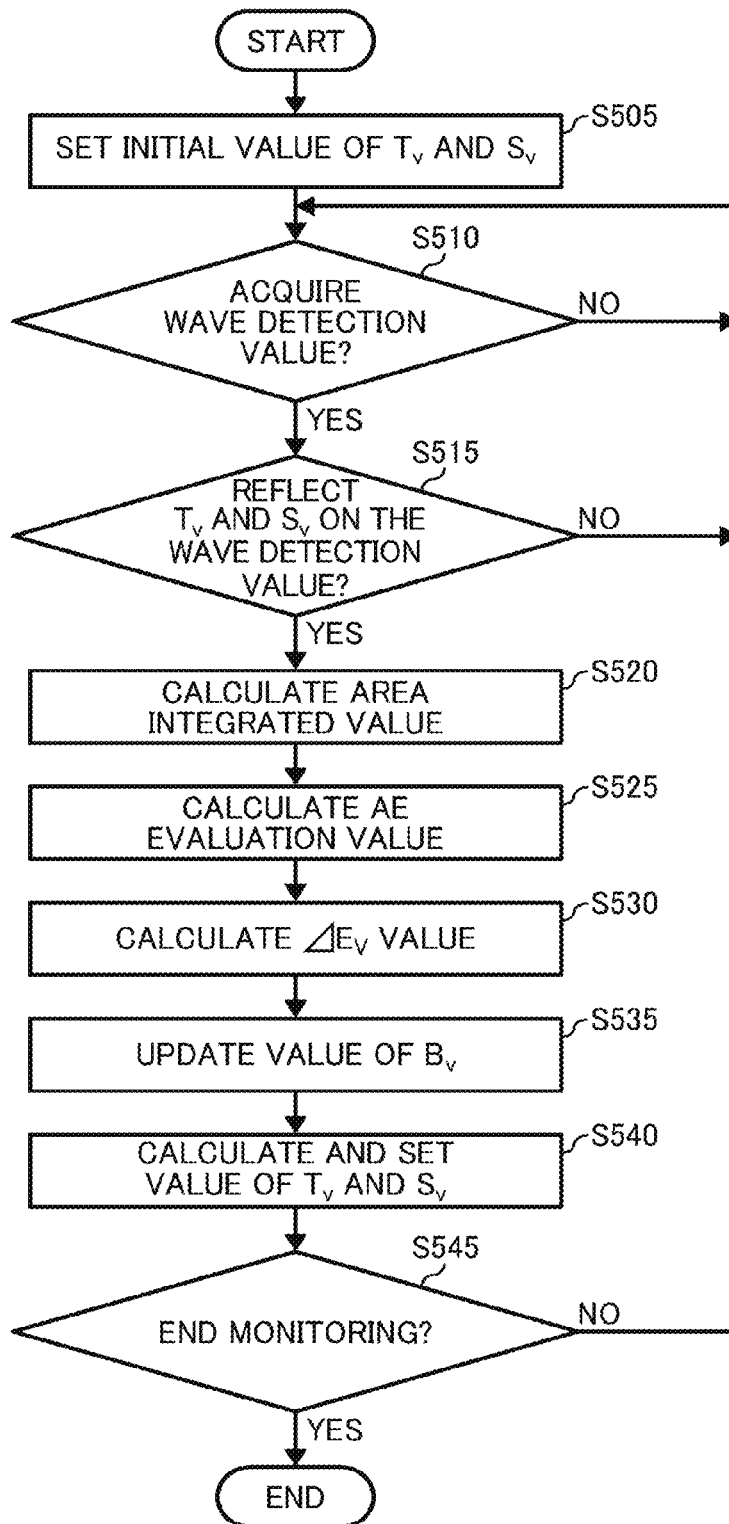 START
S505
SET INITIAL VALUE OF Tv AND Sv
S510
ACQUIRE
WAVE DETECTION
VALUE?
NO
YES
S515
REFLECT
Tv AND Sv ON THE
WAVE DETECTION
VALUE?
NO
YES
S520
CALCULATE AREA
INTEGRATED VALUE
S525
CALCULATE AE
EVALUATION VALUE
S530
CALCULATE ⊿EV VALUE
S535
UPDATE VALUE OF Bv
S540
CALCULATE AND SET
VALUE OF Tv AND Sv
S545
END MONITORING?
NO
YES
END